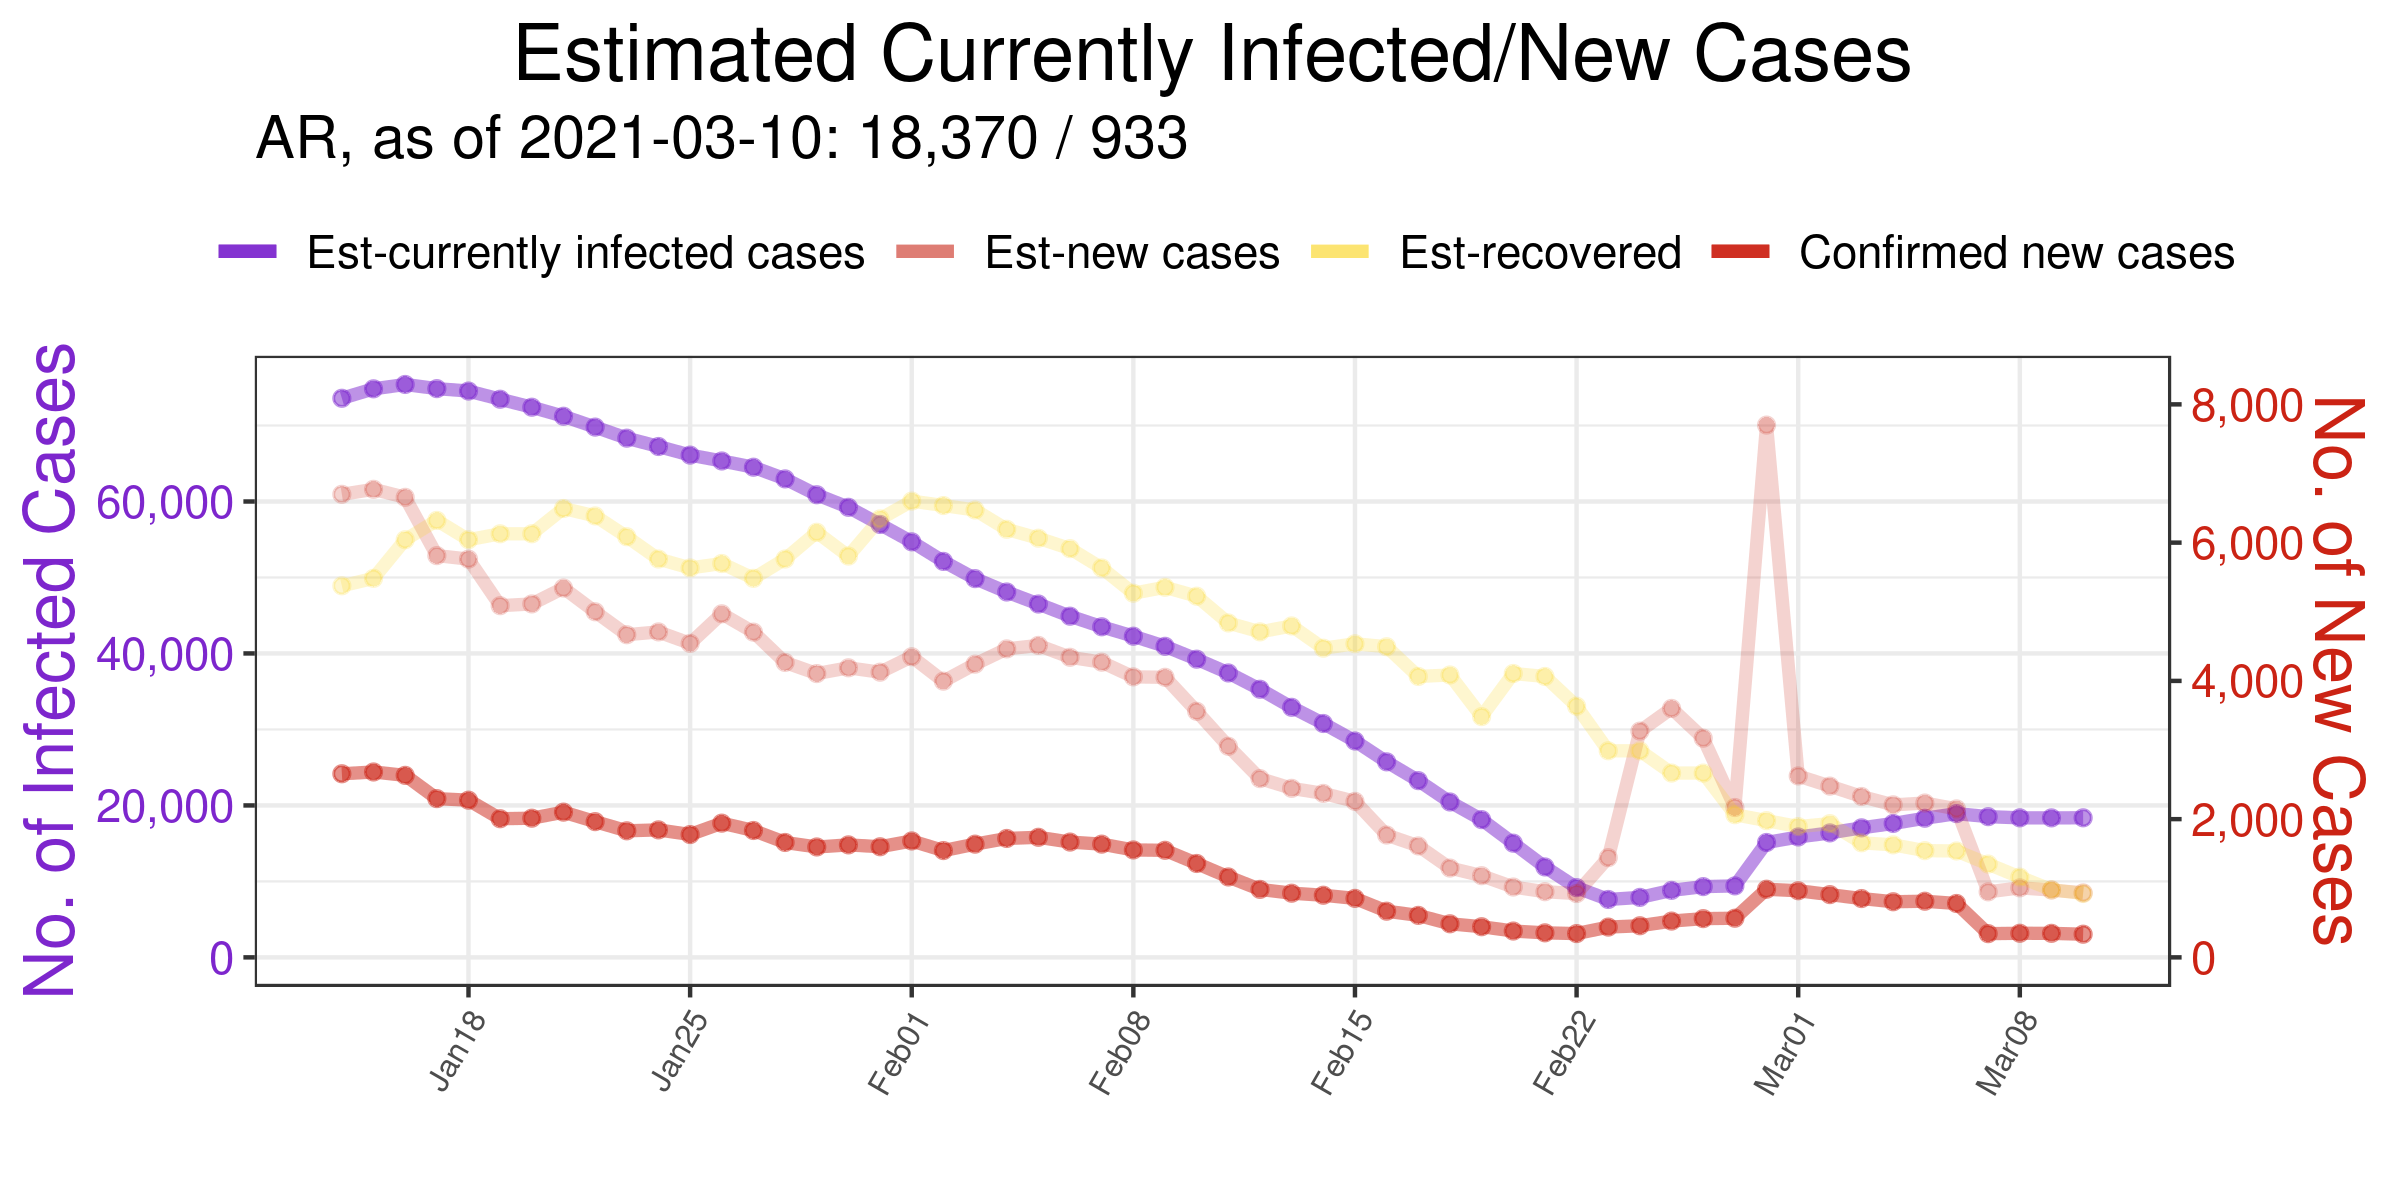 Estimated Currently Infected/New Cases
AR, as of 2021-03-10: 18,370 / 933
Est-currently infected cases Est-new cases Est-recovered Confirmed new cases
No. of Infected Cases
60,000
40,000
20,000
0
8,000
6,000
4,000
2,000
0
No. of New Cases
Jan18 Jan25 Feb01 Feb08 Feb15 Feb22 Mar01 Mar08